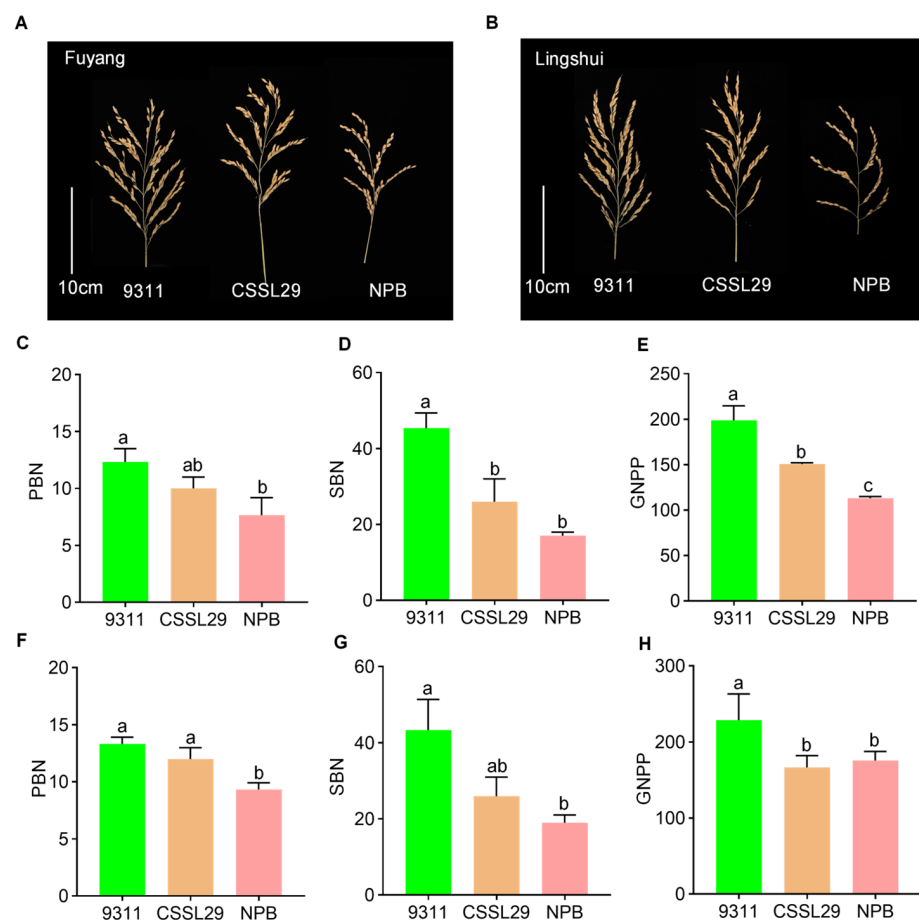 A
B
Fuyang
Lingshui
10cm
9311
CSSL29
NPB
10cm
9311
CSSL29
NPB
C
D
E
20
15
10
5
0
PBN
a
ab
b
9311
CSSL29
NPB
60
40
20
0
SBN
a
b
b
9311
CSSL29
NPB
250
200
150
100
50
0
GNPP
a
b
c
9311
CSSL29
NPB
F
G
H
20
15
10
5
0
PBN
a
a
b
9311
CSSL29
NPB
60
40
20
0
SBN
a
ab
b
9311
CSSL29
NPB
300
200
100
0
GNPP
a
b
b
9311
CSSL29
NPB